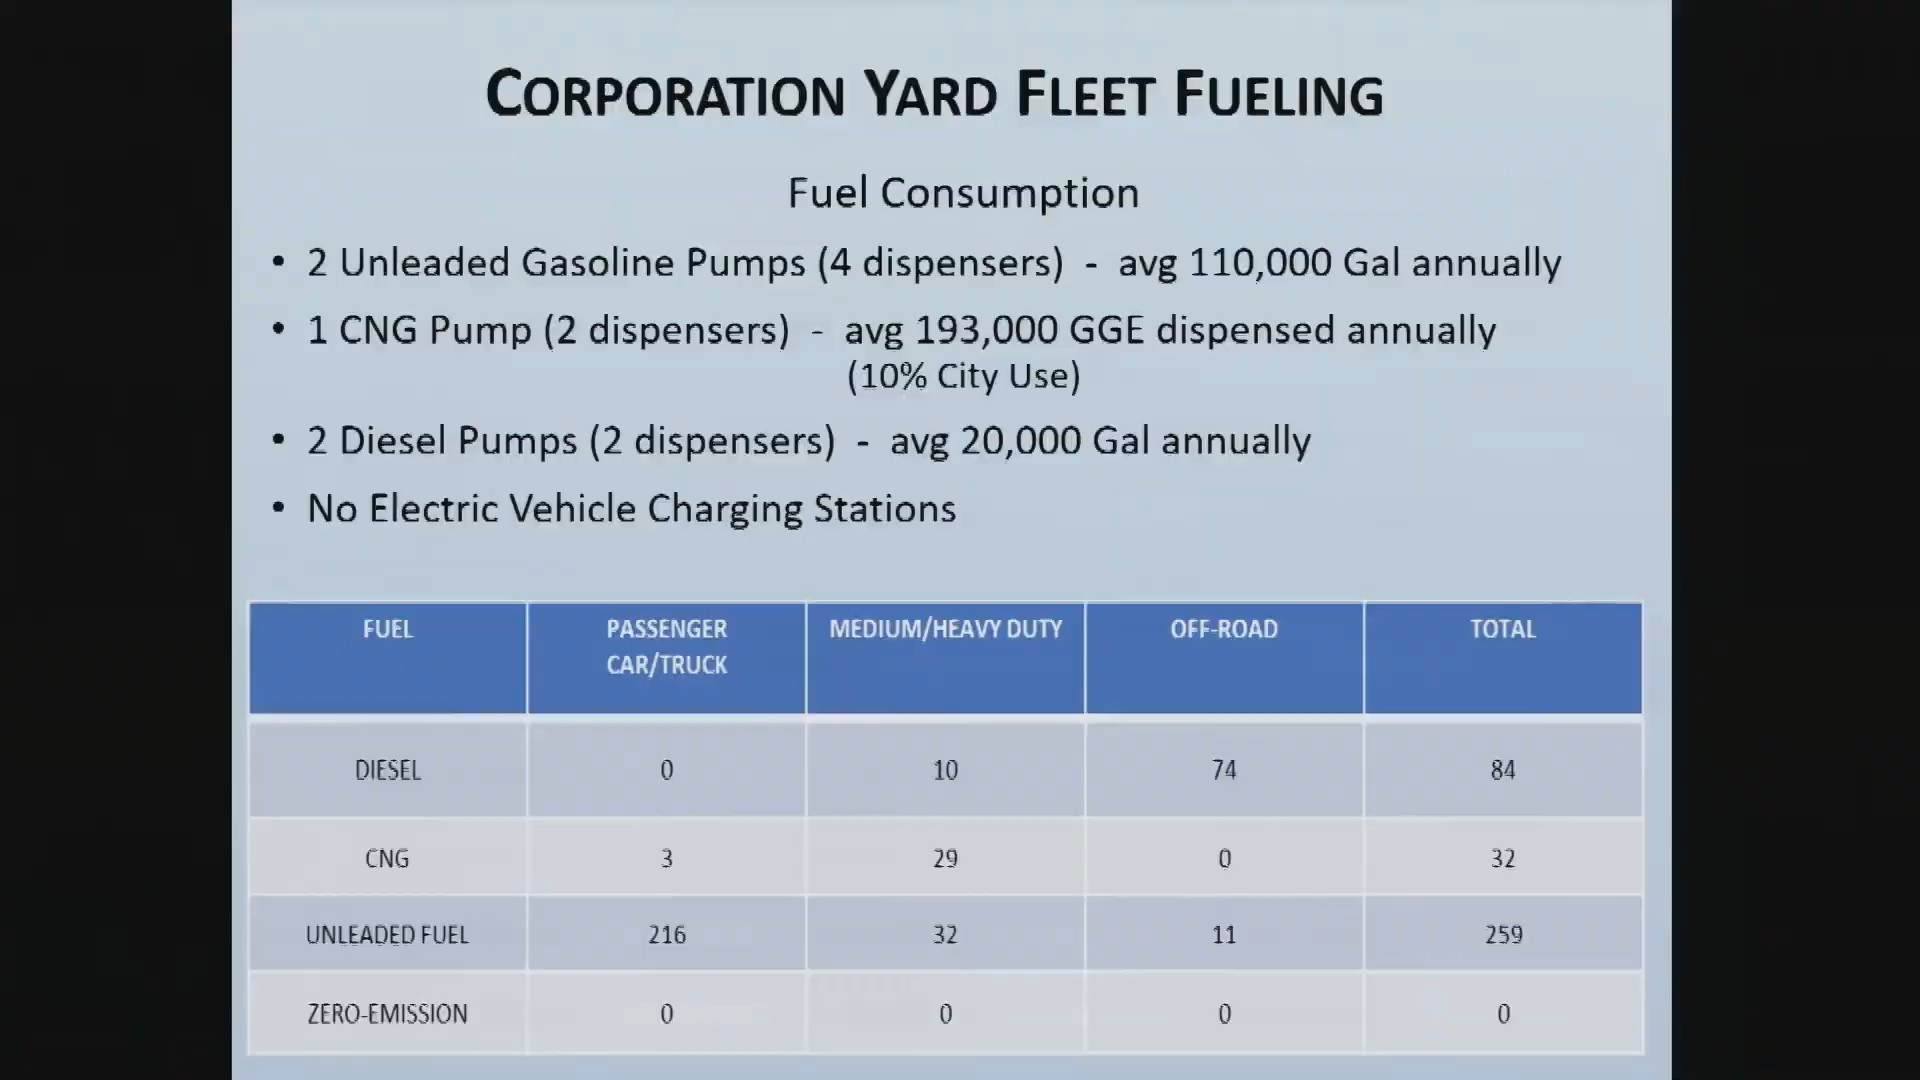 CORPORATION YARD FLEET FUELING
Fuel Consumption
• 2 Unleaded Gasoline Pumps (4 dispensers) - avg 110,000 Gal annually
• 1 CNG Pump (2 dispensers) - avg 193,000 GGE dispensed annually
(10% City Use)
• 2 Diesel Pumps (2 dispensers) - avg 20,000 Gal annually
• No Electric Vehicle Charging Stations
FUEL PASSENGER CAR/TRUCK MEDIUM/HEAVY DUTY OFF-ROAD TOTAL
DIESEL 0 10 74 84
CNG 3 29 0 32
UNLEADED FUEL 216 32 11 259
ZERO-EMISSION 0 0 0 0